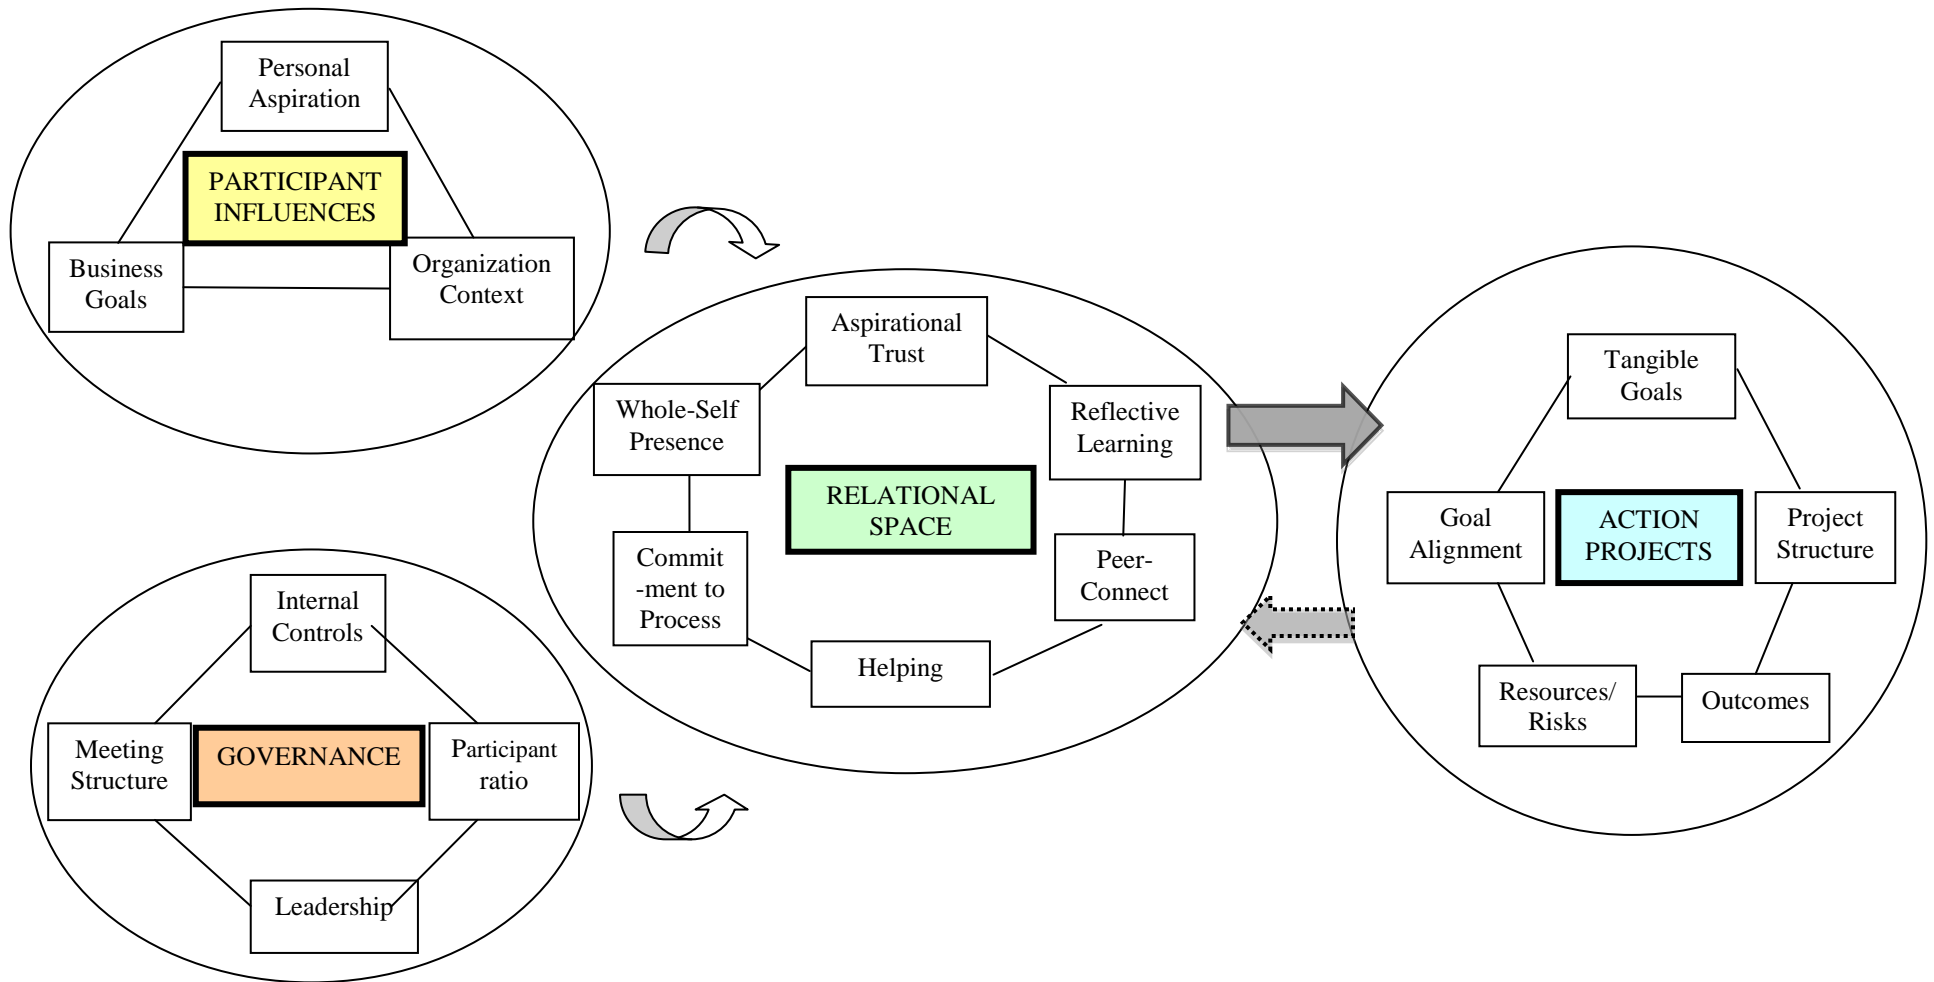 Personal
Aspiration
PARTICIPANT
INFLUENCES
Business
Goals
Organization
Context
Internal
Controls
Meeting
Structure
GOVERNANCE
Participant
ratio
Leadership
Aspirational
Trust
Whole-Self
Presence
Reflective
Learning
RELATIONAL
SPACE
Commit
-ment to
Process
Peer-
Connect
Helping
Tangible
Goals
Goal
Alignment
ACTION
PROJECTS
Project
Structure
Resources/
Risks
Outcomes